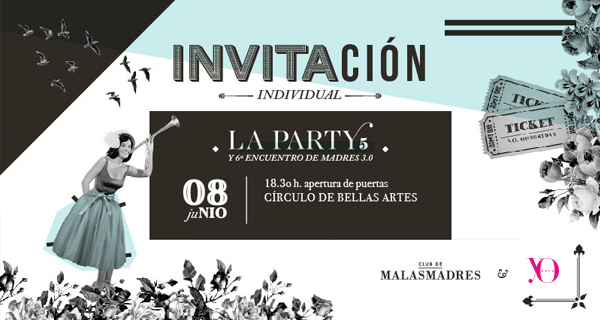 INVITACIÓN
INDIVIDUAL
LA PARTY5
Y 6º ENCUENTRO DE MADRES 3.0
08
juNIO
18.30 h. apertura de puertas
CÍRCULO DE BELLAS ARTES
TICKET
TICKET
CLUB DE
MALASMADRES
&
yo